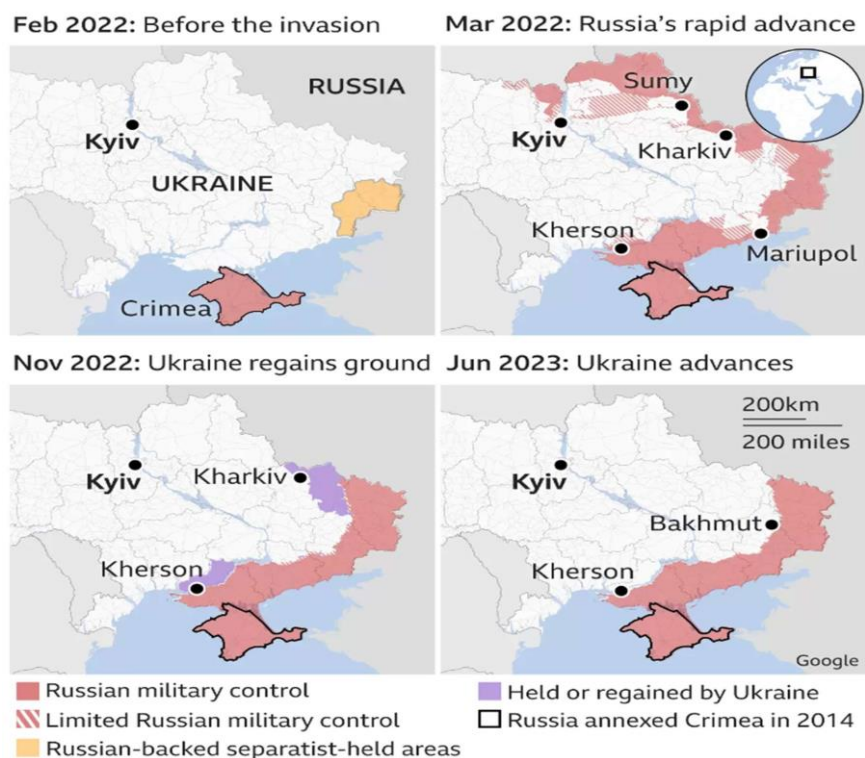 Feb 2022: Before the invasion
RUSSIA
Kyiv
UKRAINE
Crimea
Mar 2022: Russia's rapid advance
Sumy
Kyiv
Kharkiv
Kherson
Mariupol
Nov 2022: Ukraine regains ground
Kyiv
Kharkiv
Kherson
Jun 2023: Ukraine advances
200km
200 miles
Kyiv
Bakhmut
Kherson
Google
Russian military control
Limited Russian military control
Russian-backed separatist-held areas
Held or regained by Ukraine
Russia annexed Crimea in 2014